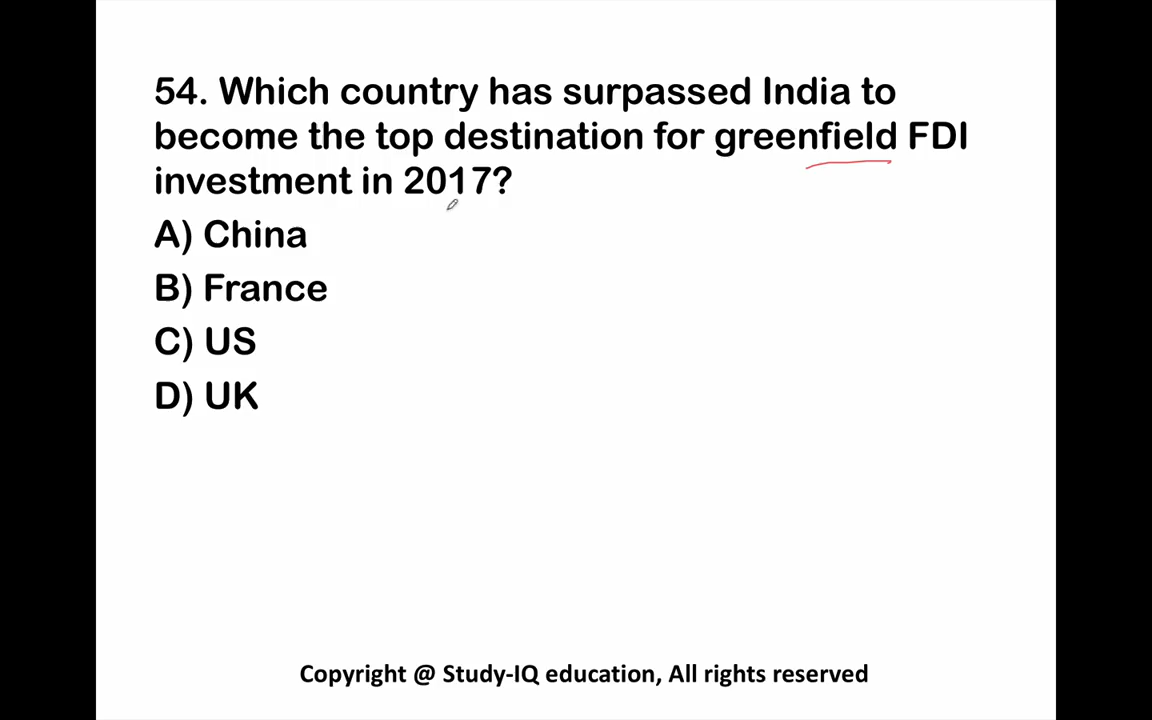 54. Which country has surpassed India to
become the top destination for greenfield FDI
investment in 2017?
A) China
B) France
C) US
D) UK
Copyright @ Study-IQ education, All rights reserved